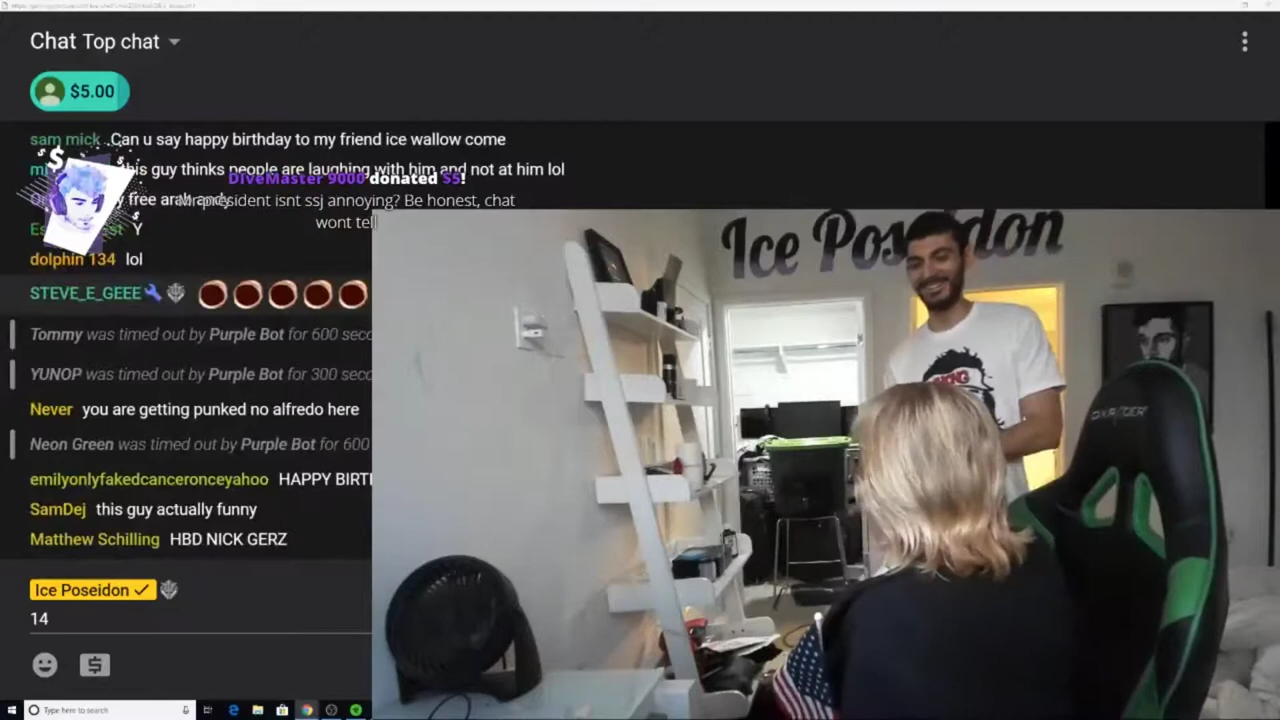 Chat Top chat
$5.00
sam mick Can u say happy birthday to my friend ice wallow come
this guy thinks people are laughing with him and not at him lol
DiveMaster 9000 donated $5!
free arab andy
president isnt ssj annoying? Be honest, chat
wont tell
Y
dolphin 134 lol
STEVE_E_GEEE
Tommy was timed out by Purple Bot for 600 seco
YUNOP was timed out by Purple Bot for 300 seco
Never you are getting punked no alfredo here
Neon Green was timed out by Purple Bot for 600
emilyonlyfakedcanceronceyahoo HAPPY BIRT
SamDej this guy actually funny
Matthew Schilling HBD NICK GERZ
Ice Poseidon
14
Type here to search
Ice Pos don